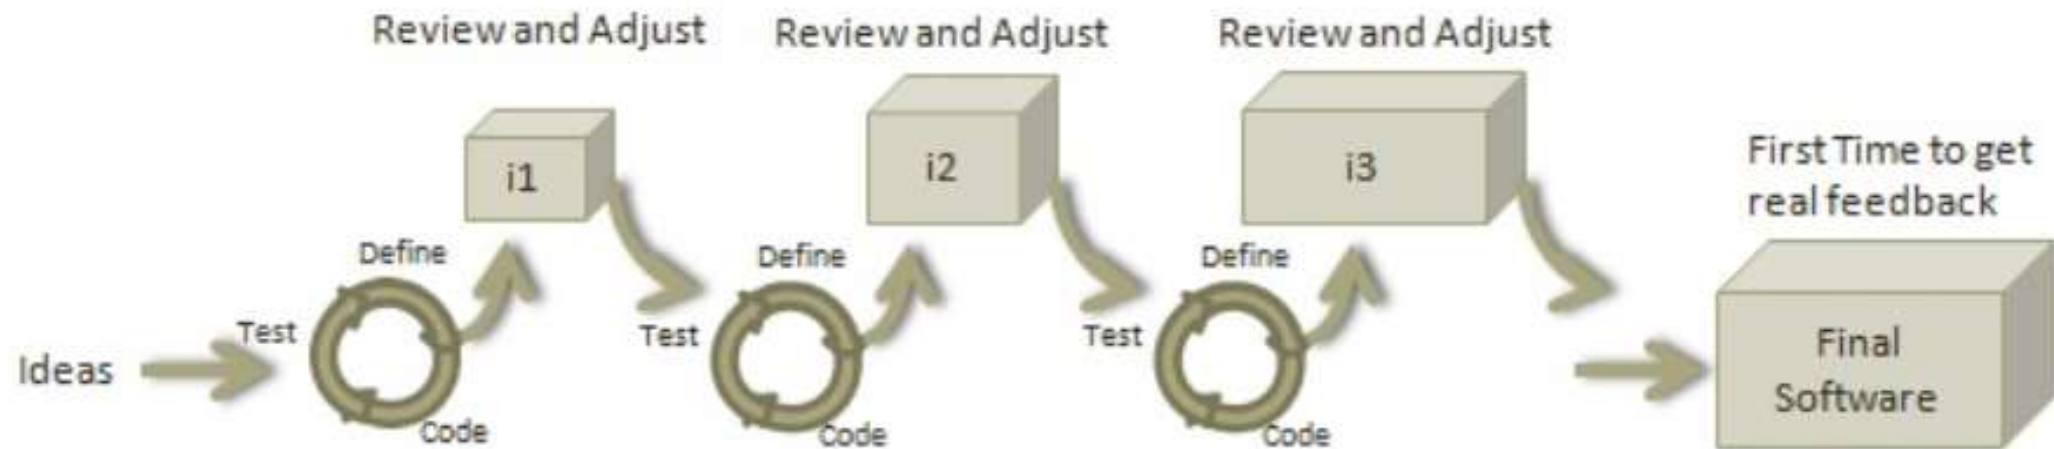 Review and Adjust
Review and Adjust
Review and Adjust
i1
i2
i3
First Time to get
real feedback
Define
Define
Define
Test
Test
Test
Ideas
Code
Code
Code
Final
Software